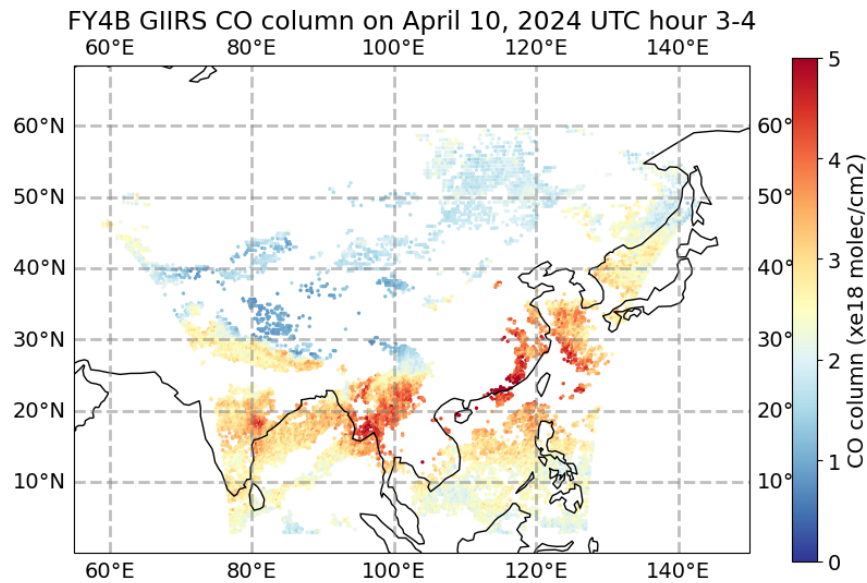 FY4B GIIRS CO column on April 10, 2024 UTC hour 3-4
60°E 80°E 100°E 120°E 140°E
60°N 60°
50°N 50°
40°N 40°
30°N 30°
20°N 20°
10°N 10°
60°E 80°E 100°E 120°E 140°E
5
4
3
2
1
0
CO column (xe18 molec/cm2)